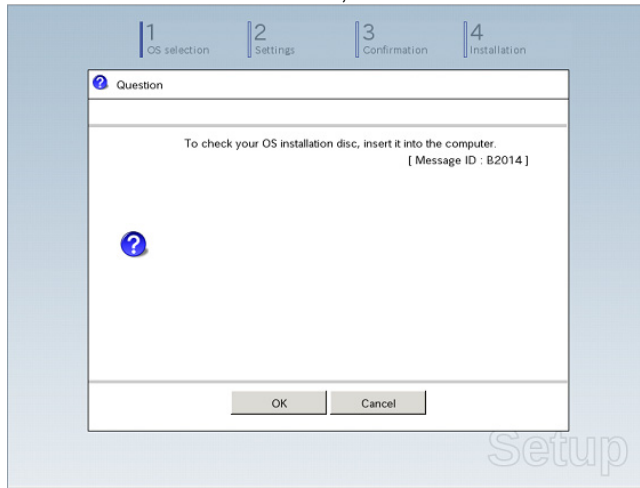 1
OS selection
2
Settings
3
Confirmation
4
Installation
Question
To check your OS installation disc, insert it into the computer.
[ Message ID : B2014 ]
OK
Cancel
Setup